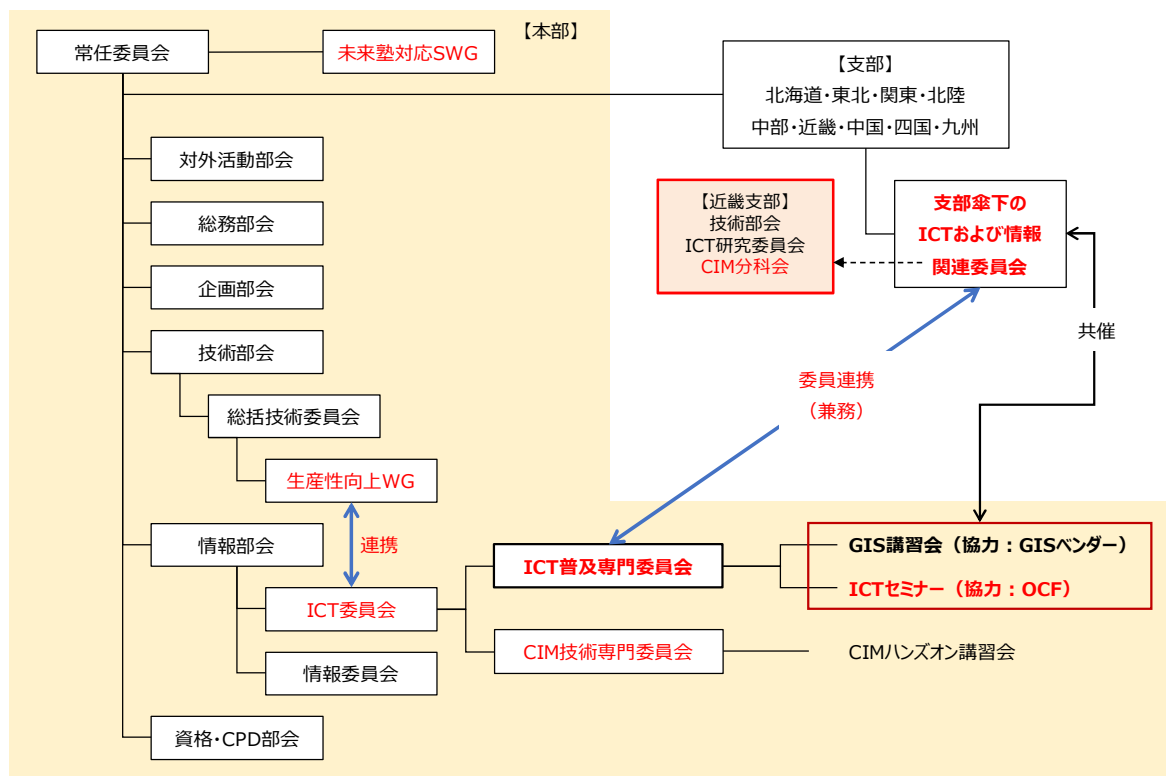 【本部】
常任委員会
未来塾対応SWG
【支部】
北海道・東北・関東・北陸
中部・近畿・中国・四国・九州
対外活動部会
総務部会
企画部会
技術部会
総括技術委員会
生産性向上WG
連携
情報部会
ICT委員会
情報委員会
資格・CPD部会
【近畿支部】
技術部会
ICT研究委員会
CIM分科会
支部傘下の
ICTおよび情報
関連委員会
共催
委員連携
（兼務）
ICT普及専門委員会
CIM技術専門委員会
GIS講習会（協力：GISベンダー）
ICTセミナー（協力：OCF）
CIMハンズオン講習会